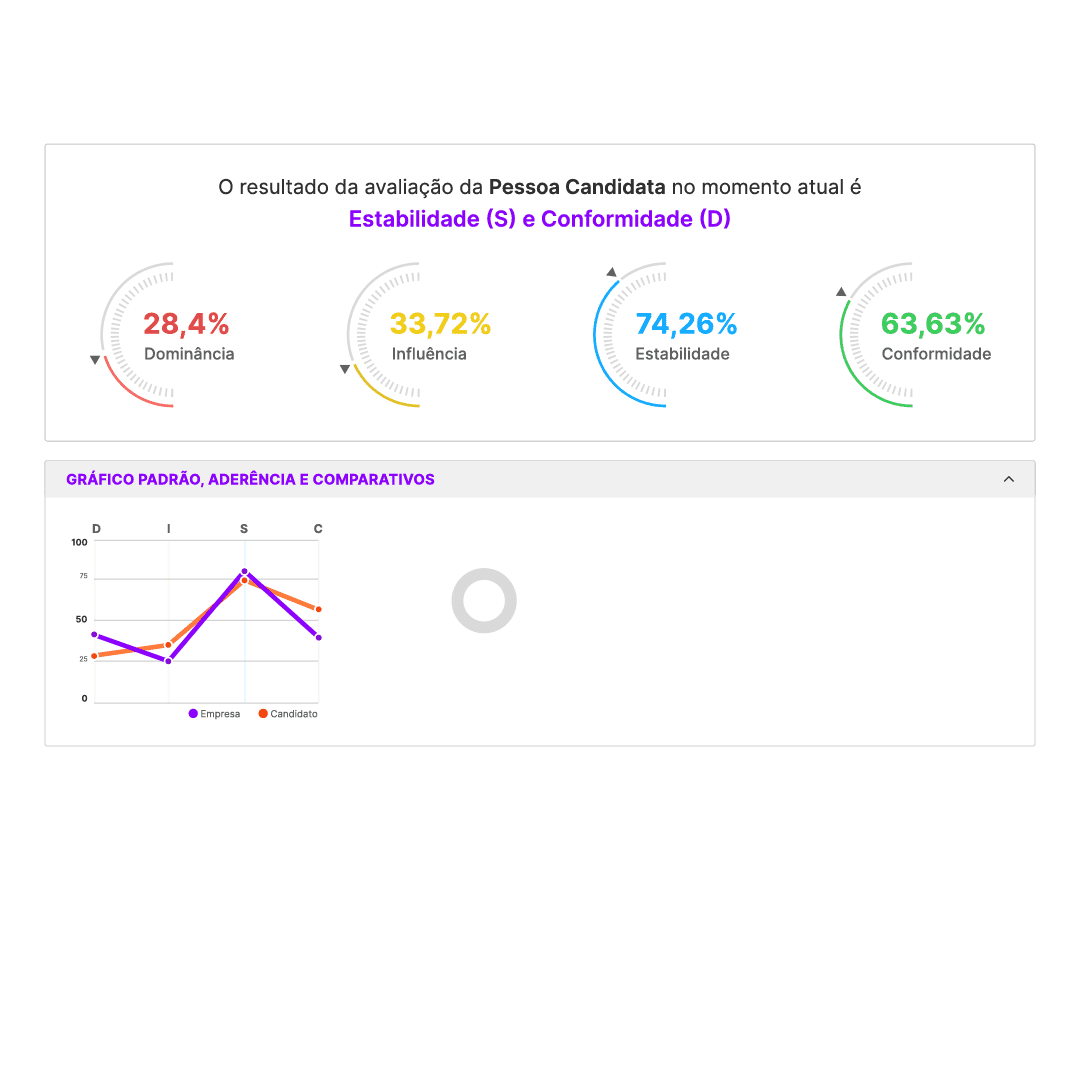 O resultado da avaliação da Pessoa Candidata no momento atual é
Estabilidade (S) e Conformidade (D)
28,4%
Dominância
33,72%
Influência
74,26%
Estabilidade
63,63%
Conformidade
GRÁFICO PADRÃO, ADERÊNCIA E COMPARATIVOS
D I S C
100
75
50
25
0
Empresa Candidato